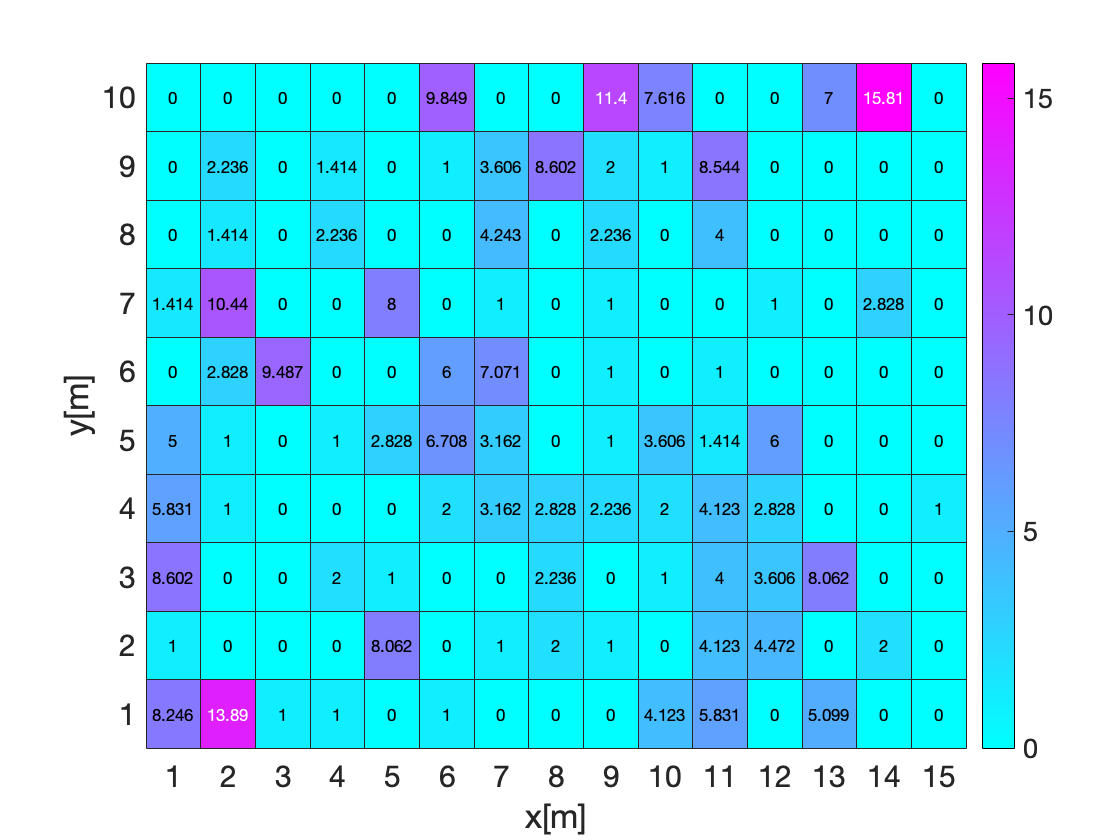 10 0 0 0 0 0 9.849 0 0 11.4 7.616 0 0 7 15.81 0
9 0 2.236 0 1.414 0 1 3.606 8.602 2 1 8.544 0 0 0 0
8 0 1.414 0 2.236 0 0 4.243 0 2.236 0 4 0 0 0 0
7 1.414 10.44 0 0 8 0 1 0 1 0 0 1 0 2.828 0
6 0 2.828 9.487 0 0 6 7.071 0 1 0 1 0 0 0 0
5 5 1 0 1 2.828 6.708 3.162 0 1 3.606 1.414 6 0 0 0
4 5.831 1 0 0 0 2 3.162 2.828 2.236 2 4.123 2.828 0 0 1
3 8.602 0 0 2 1 0 0 2.236 0 1 4 3.606 8.062 0 0
2 1 0 0 0 8.062 0 1 2 1 0 4.123 4.472 0 2 0
1 8.246 13.89 1 1 0 1 0 0 0 4.123 5.831 0 5.099 0 0
1 2 3 4 5 6 7 8 9 10 11 12 13 14 15
x[m]
y[m]
15
10
5
0